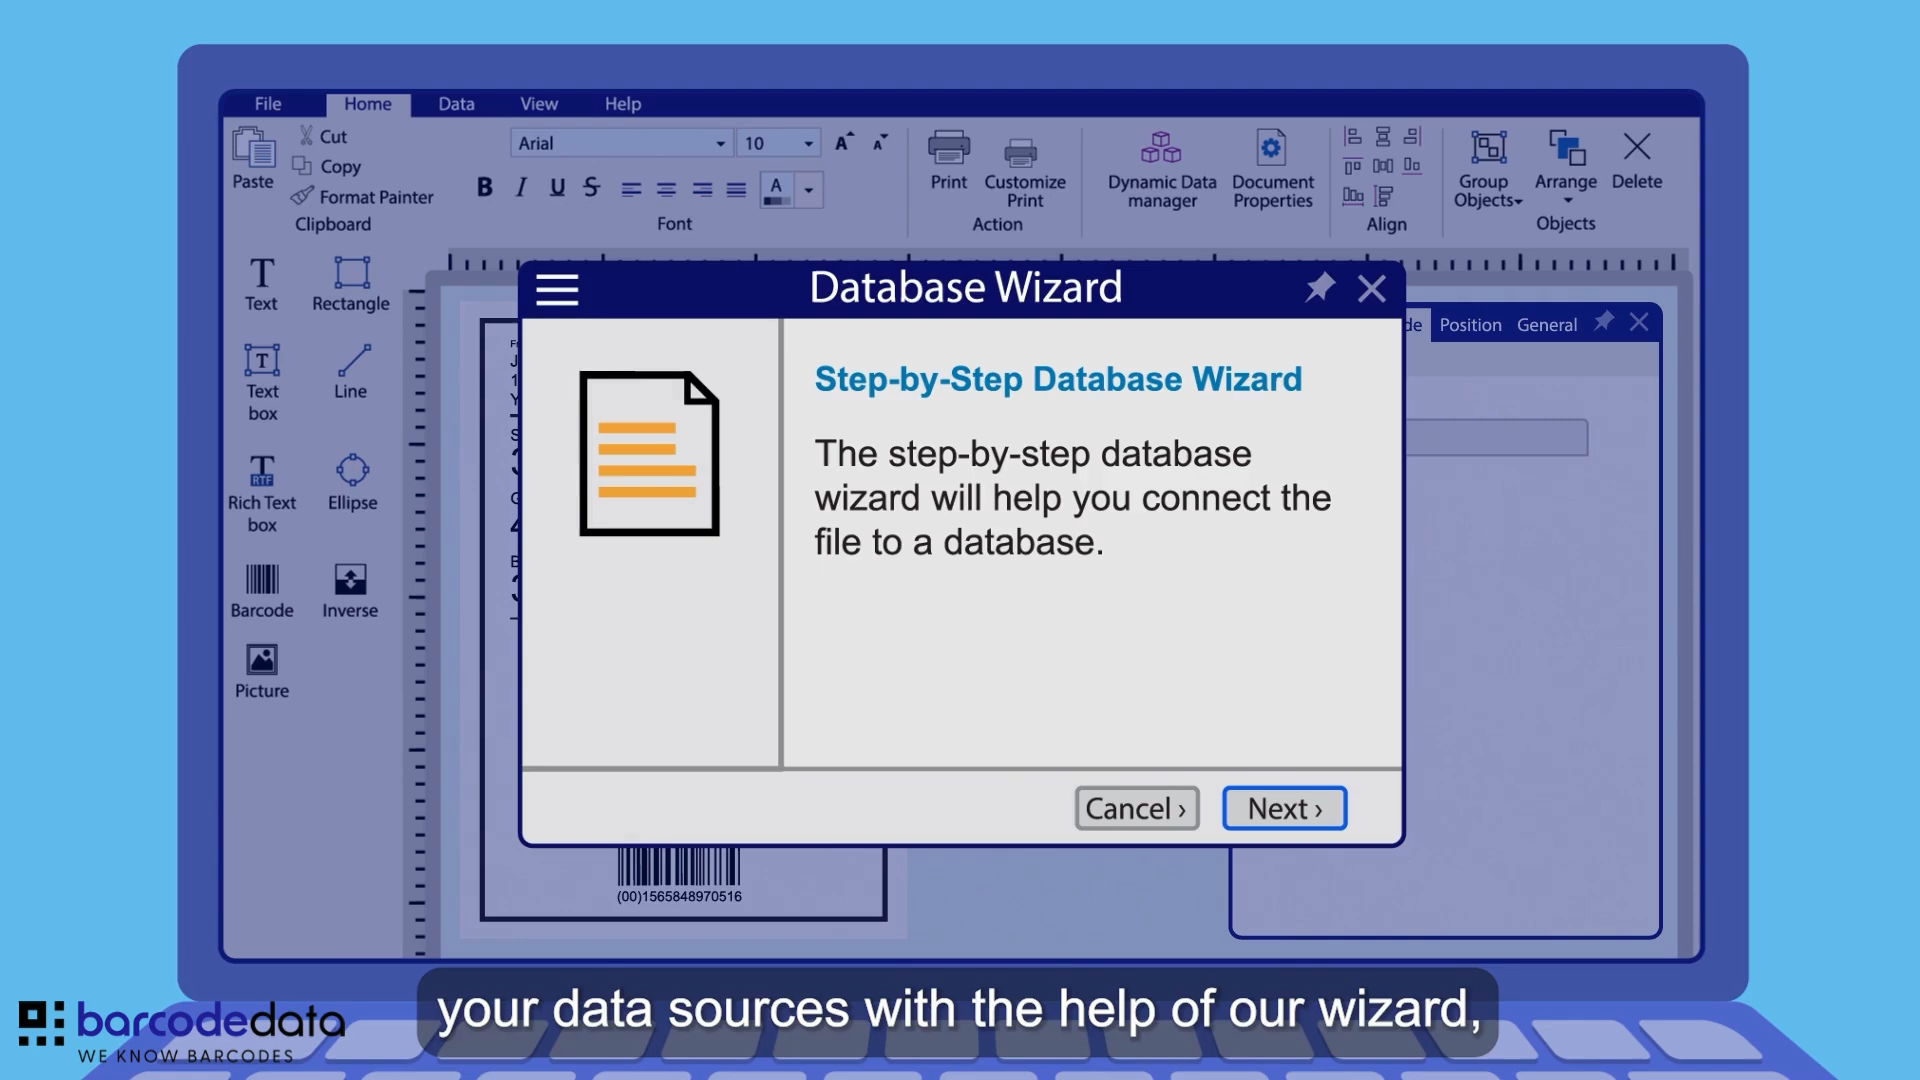 File Home Data View Help
Paste
Cut
Copy
Format Painter
Clipboard
Arial 10 A A
B I U S A
Font
Print
Customize
Print
Action
Dynamic Data
manager
Document
Properties
Align
Group
Objects
Arrange
Objects
Delete
T
Text
Rectangle
T
Text
box
Line
T
RTF
Rich Text
box
Ellipse
Barcode
Inverse
Picture
Database Wizard
Step-by-Step Database Wizard
The step-by-step database
wizard will help you connect the
file to a database.
Cancel ›
Next ›
Position General
(00)1565848970516
your data sources with the help of our wizard,
barcodedata
WE KNOW BARCODES